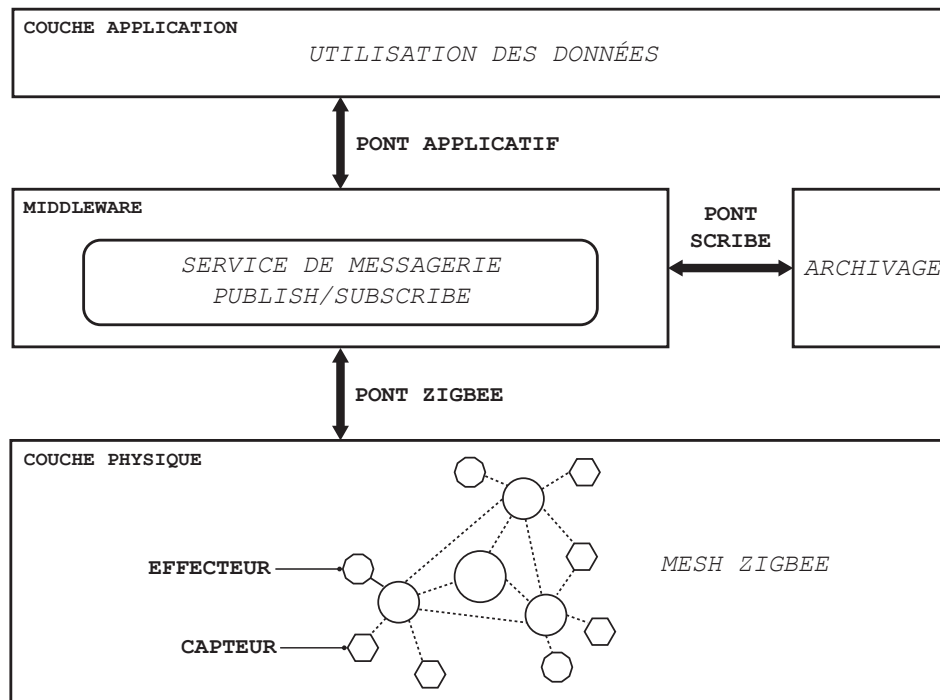 COUCHE APPLICATION
UTILISATION DES DONNÉES
PONT APPLICATIF
MIDDLEWARE
SERVICE DE MESSAGERIE
PUBLISH/SUBSCRIBE
PONT
SCRIBE
ARCHIVAGE
PONT ZIGBEE
COUCHE PHYSIQUE
EFFECTEUR
MESH ZIGBEE
CAPTEUR